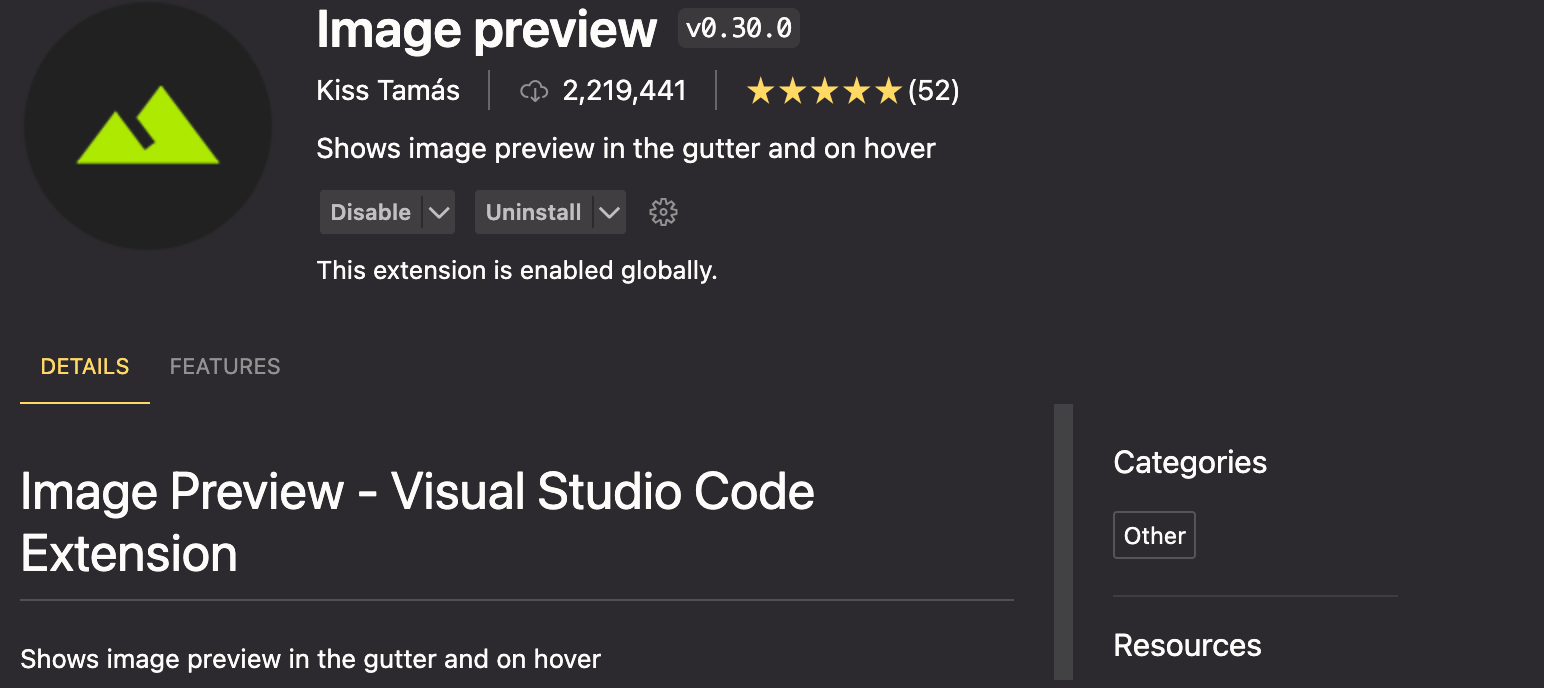 Image preview v0.30.0
Kiss Tamás 2,219,441 ★★★★★(52)
Shows image preview in the gutter and on hover
Disable Uninstall
This extension is enabled globally.
DETAILS FEATURES
Image Preview - Visual Studio Code
Extension
Shows image preview in the gutter and on hover
Categories
Other
Resources